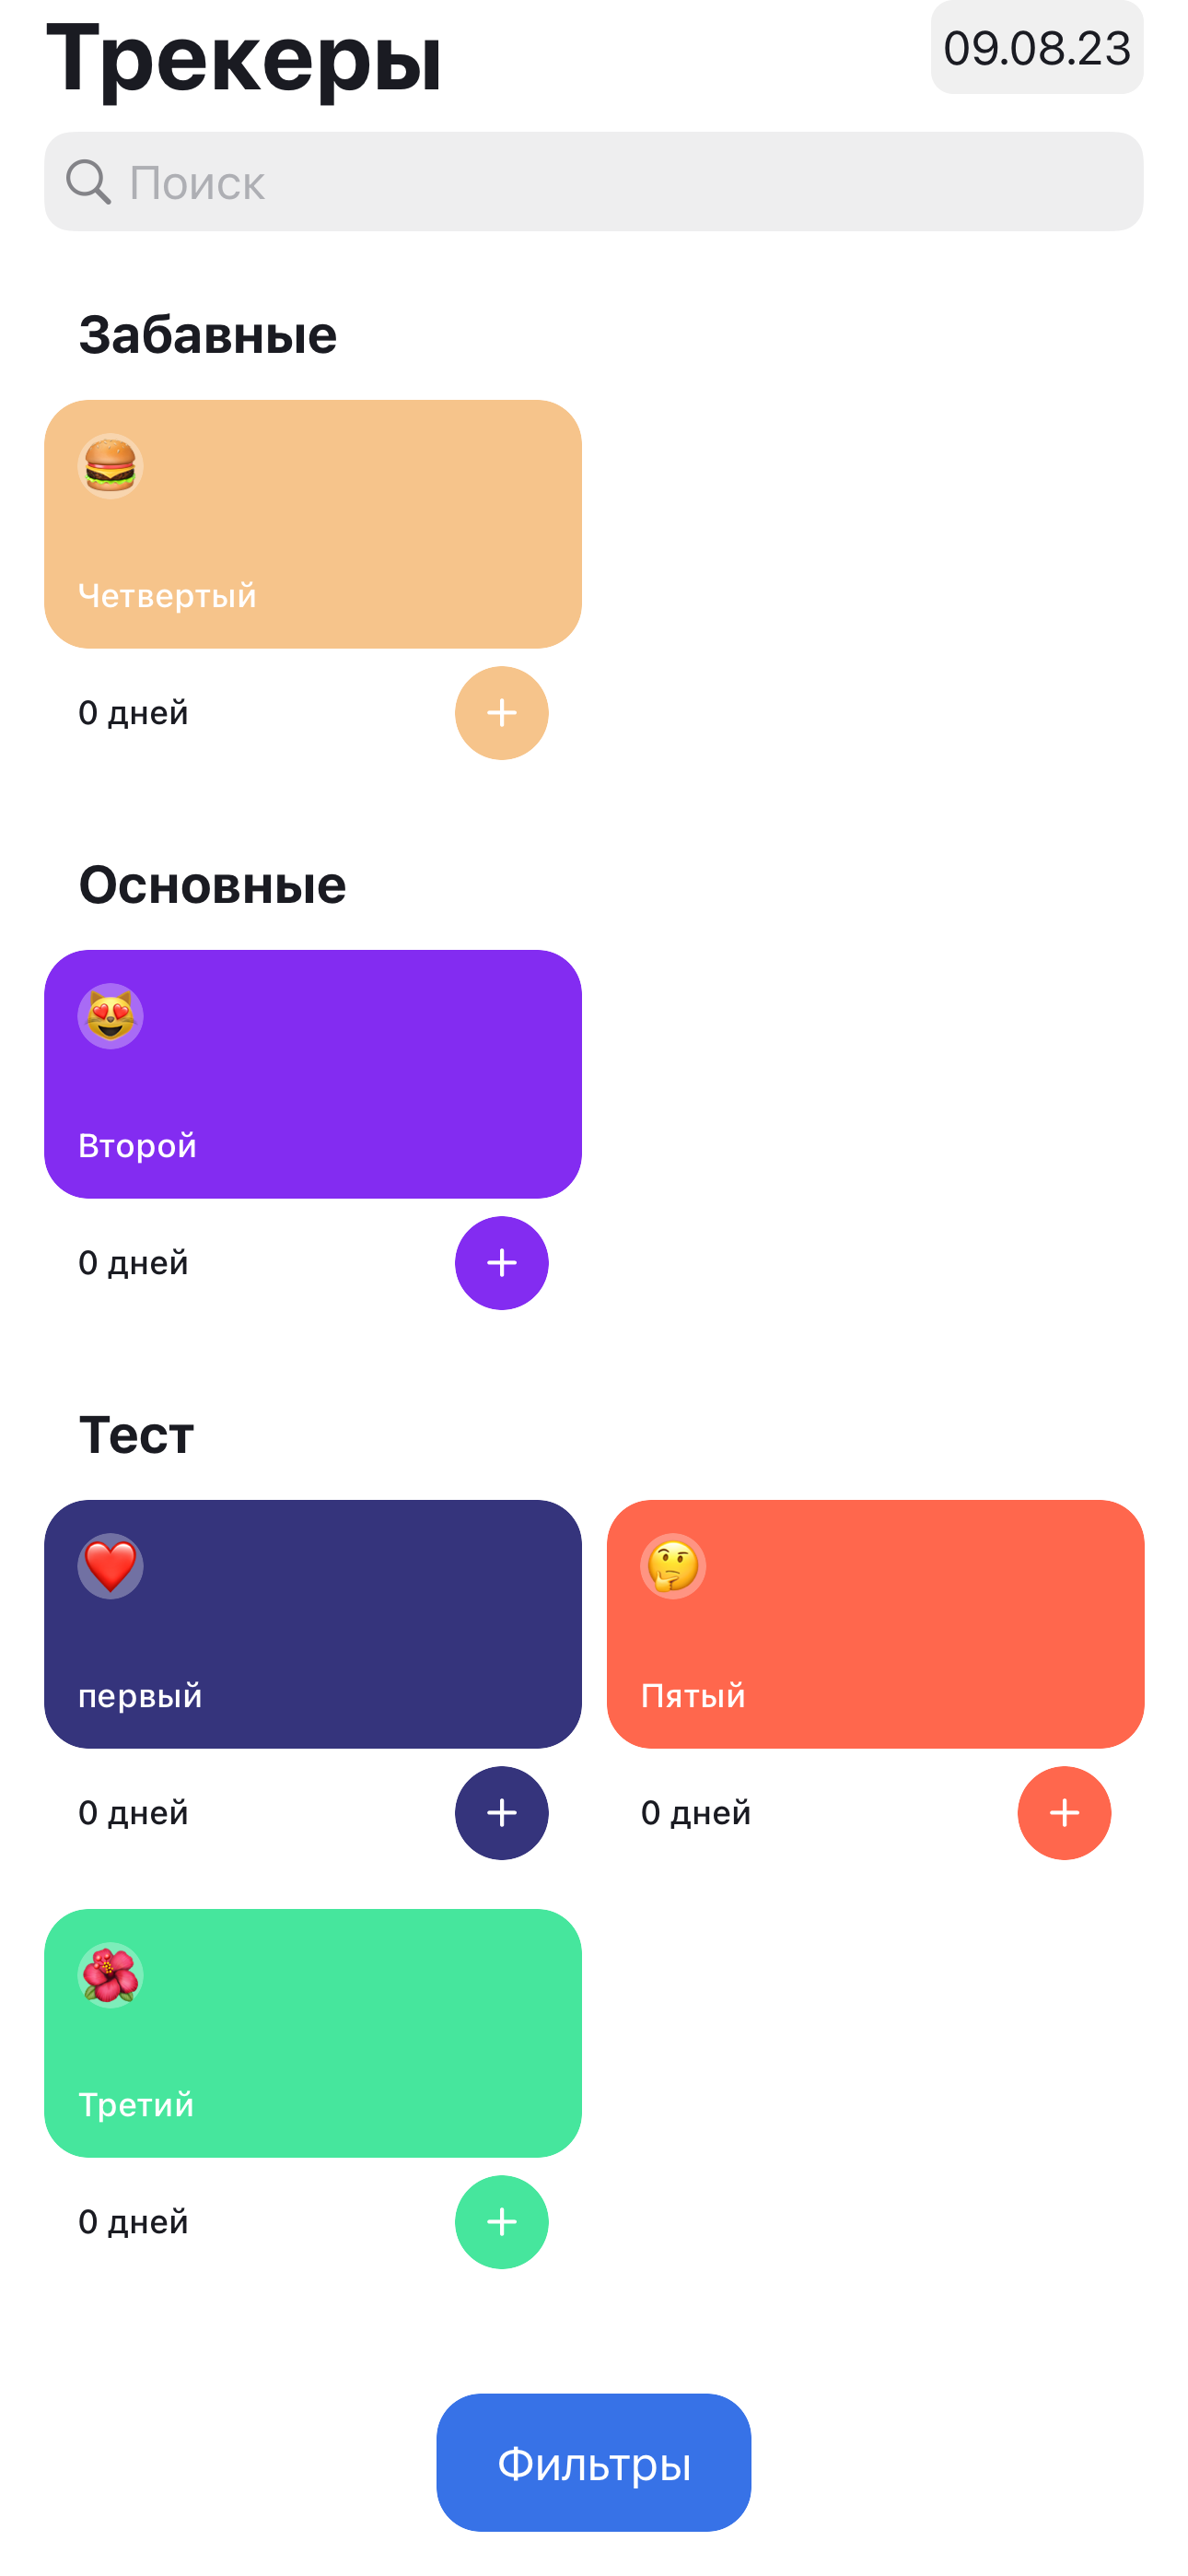 Трекеры
09.08.23
Поиск
Забавные
Четвертый
0 дней
Основные
Второй
0 дней
Тест
первый
Пятый
0 дней
0 дней
Третий
0 дней
Фильтры